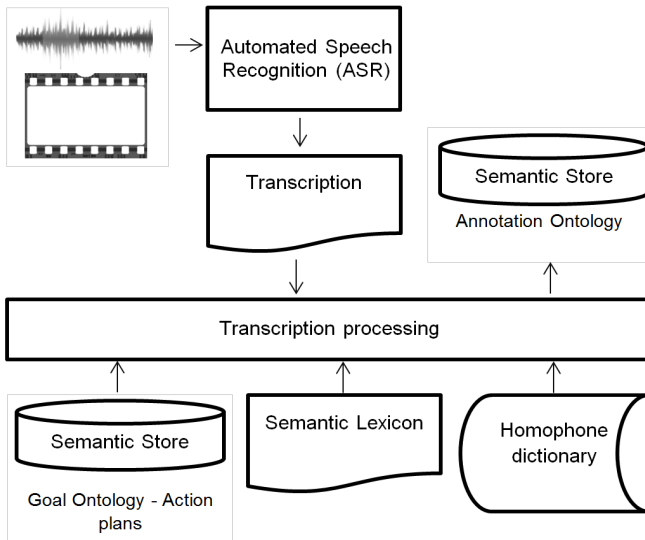 Automated Speech
Recognition (ASR)
Transcription
Semantic Store
Annotation Ontology
Transcription processing
Semantic Store
Goal Ontology - Action
plans
Semantic Lexicon
Homophone
dictionary